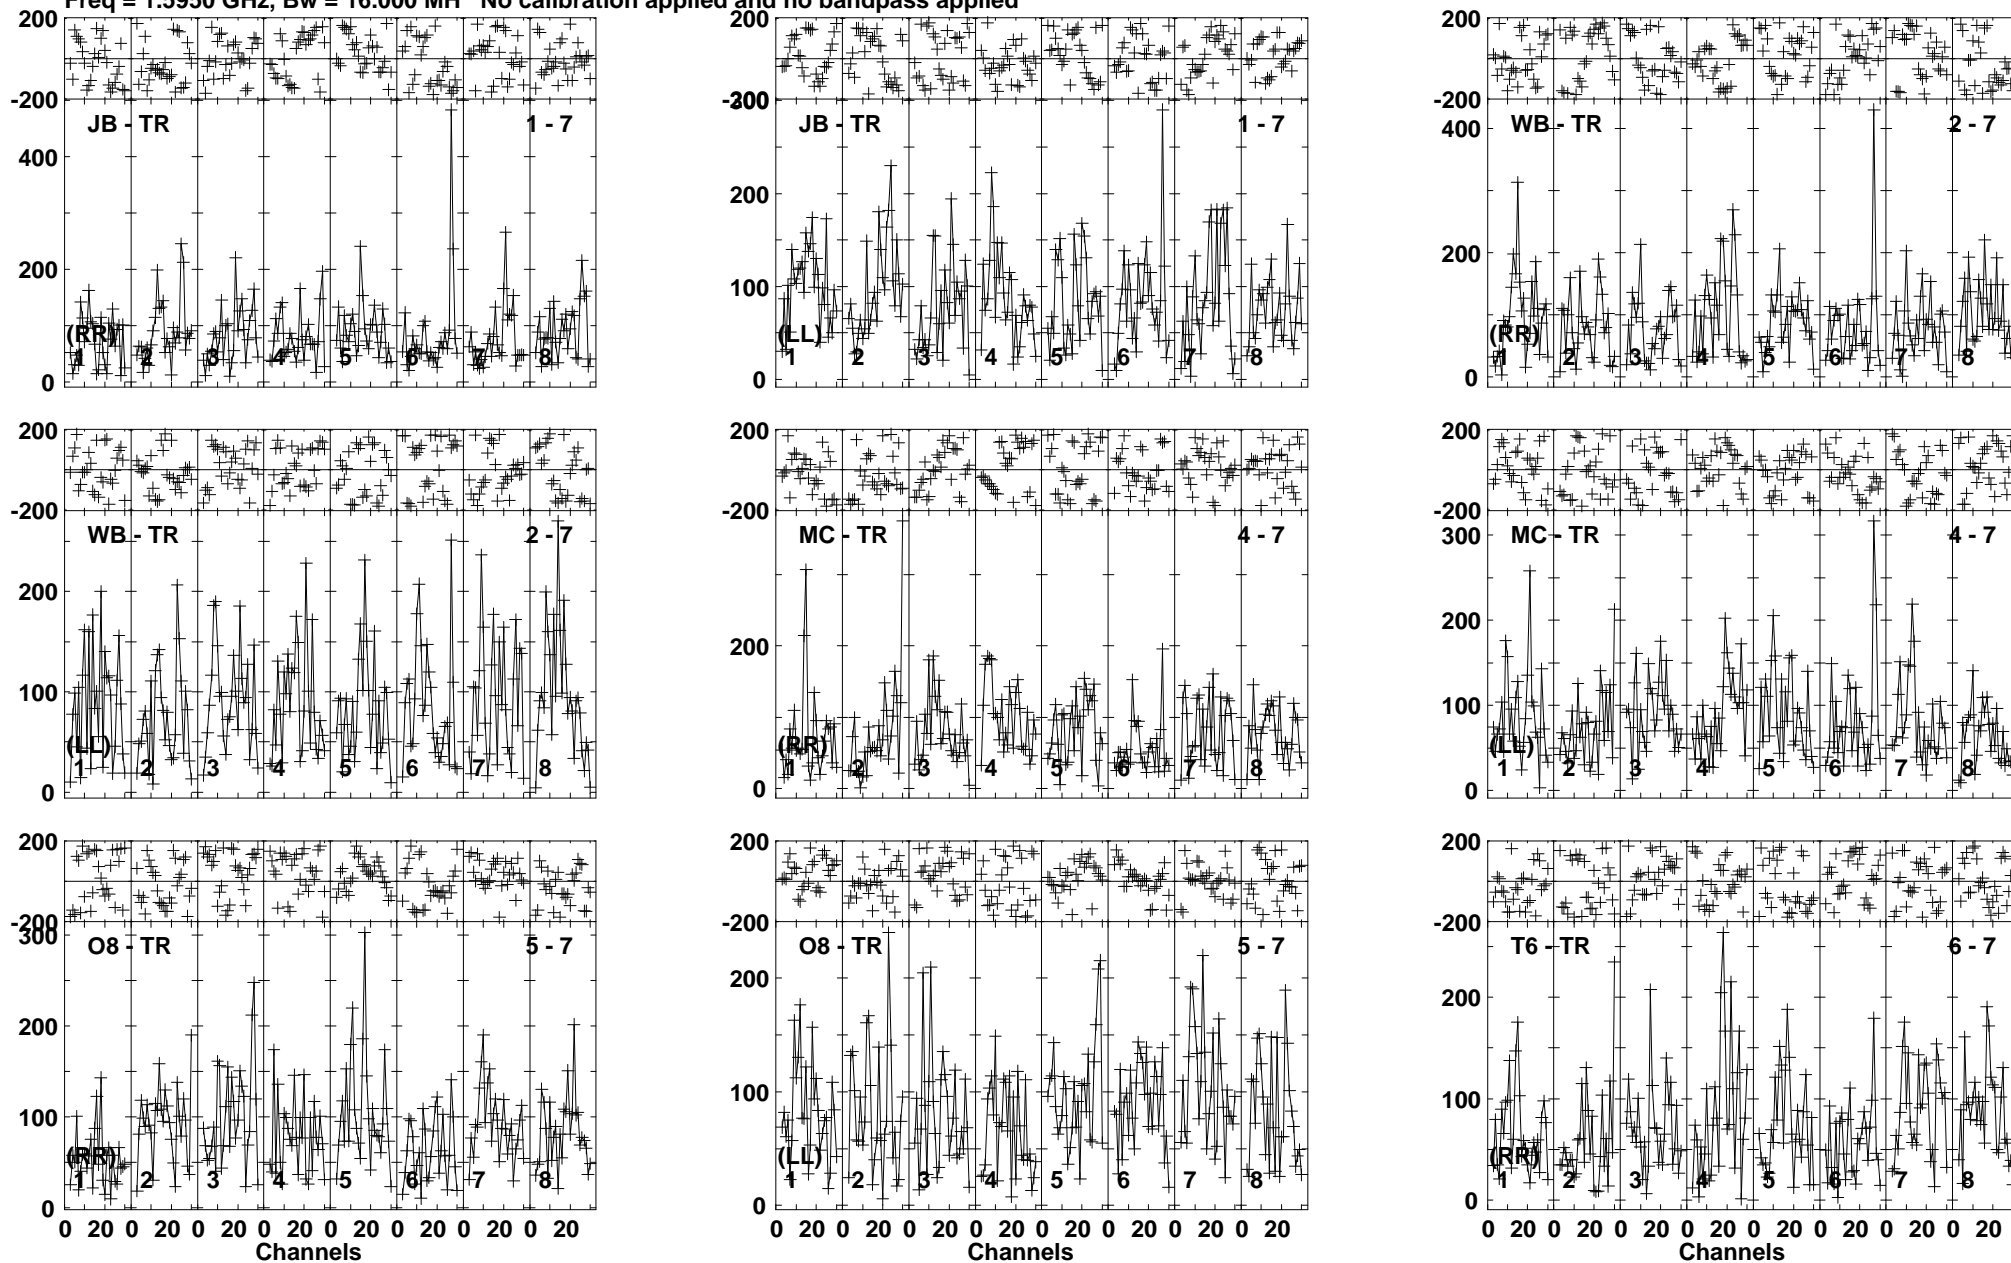 Freq = 1.5950 GHz, Bw = 16.000 MH No calibration applied and no bandpass applied
200 200 200
-200 -200 -200
JB - TR 1 - 7 300 JB - TR 1 - 7 WB - TR 2 - 7
400 400
200 200 200
100
(RR) (LL) (RR)
1 2 3 4 5 6 7 8 1 2 3 4 5 6 7 8 1 2 3 4 5 6 7 8
0 0 0
200 200 200
-200 -200 -200
WB - TR 2 - 7 MC - TR 4 - 7 300 MC - TR 4 - 7
200 200 200
100 100
(LL) (RR) (LL)
1 2 3 4 5 6 7 8 1 2 3 4 5 6 7 8 1 2 3 4 5 6 7 8
0 0 0
200 200 200
-200 -200 -200
300 O8 - TR 5 - 7 O8 - TR 5 - 7 T6 - TR 6 - 7
200 200 200
100 100 100
(RR) (LL) (RR)
1 2 3 4 5 6 7 8 1 2 3 4 5 6 7 8 1 2 3 4 5 6 7 8
0 0 0
0 20 0 20 0 20 0 20 0 20 0 20 0 20 0 20 0 20 0 20 0 20 0 20 0 20 0 20 0 20 0 20 0 20 0 20 0 20 0 20 0 20 0 20 0 20 0 20
Channels Channels Channels